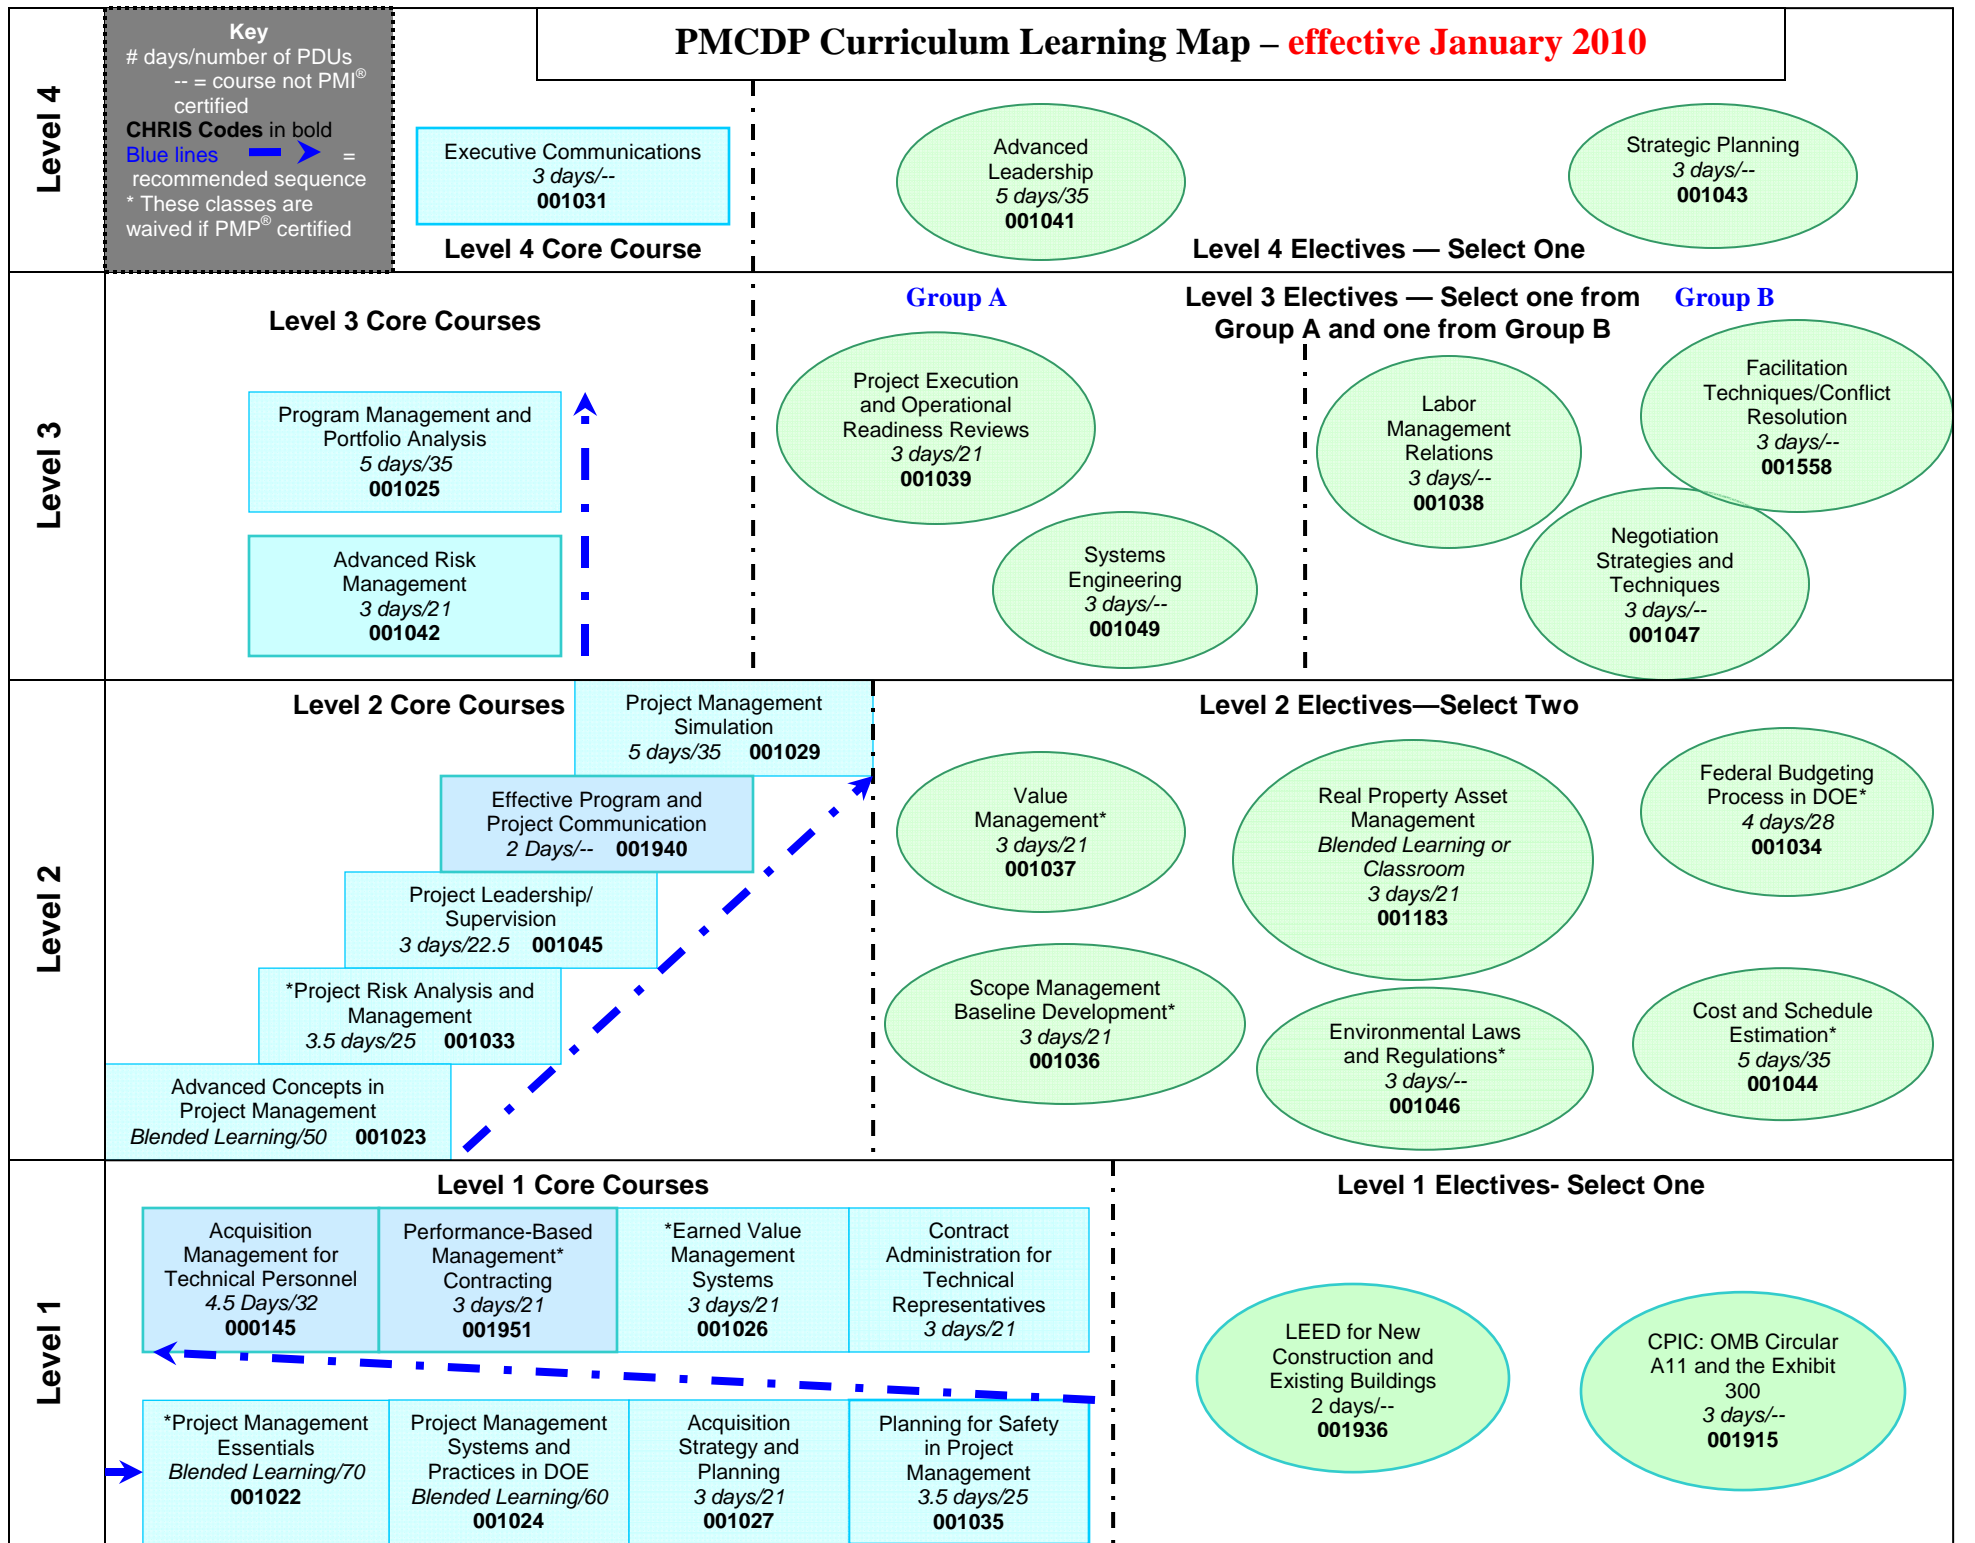 PMCDP Curriculum Learning Map – effective January 2010
Key
# days/number of PDUs
-- = course not PMI®
certified
CHRIS Codes in bold
Blue lines =
recommended sequence
* These classes are
waived if PMP® certified
Level 4
Executive Communications
3 days/--
001031
Level 4 Core Course
Advanced
Leadership
5 days/35
001041
Strategic Planning
3 days/--
001043
Level 4 Electives — Select One
Level 3
Level 3 Core Courses
Program Management and
Portfolio Analysis
5 days/35
001025
Advanced Risk
Management
3 days/21
001042
Group A
Level 3 Electives — Select one from
Group A and one from Group B
Group B
Project Execution
and Operational
Readiness Reviews
3 days/21
001039
Systems
Engineering
3 days/--
001049
Labor
Management
Relations
3 days/--
001038
Facilitation
Techniques/Conflict
Resolution
3 days/--
001558
Negotiation
Strategies and
Techniques
3 days/--
001047
Level 2
Level 2 Core Courses
Project Management
Simulation
5 days/35 001029
Effective Program and
Project Communication
2 Days/-- 001940
Project Leadership/
Supervision
3 days/22.5 001045
*Project Risk Analysis and
Management
3.5 days/25 001033
Advanced Concepts in
Project Management
Blended Learning/50 001023
Level 2 Electives—Select Two
Value
Management*
3 days/21
001037
Real Property Asset
Management
Blended Learning or
Classroom
3 days/21
001183
Federal Budgeting
Process in DOE*
4 days/28
001034
Scope Management
Baseline Development*
3 days/21
001036
Environmental Laws
and Regulations*
3 days/--
001046
Cost and Schedule
Estimation*
5 days/35
001044
Level 1
Level 1 Core Courses
Acquisition
Management for
Technical Personnel
4.5 Days/32
000145
Performance-Based
Management*
Contracting
3 days/21
001951
*Earned Value
Management
Systems
3 days/21
001026
Contract
Administration for
Technical
Representatives
3 days/21
*Project Management
Essentials
Blended Learning/70
001022
Project Management
Systems and
Practices in DOE
Blended Learning/60
001024
Acquisition
Strategy and
Planning
3 days/21
001027
Planning for Safety
in Project
Management
3.5 days/25
001035
Level 1 Electives- Select One
LEED for New
Construction and
Existing Buildings
2 days/--
001936
CPIC: OMB Circular
A11 and the Exhibit
300
3 days/--
001915